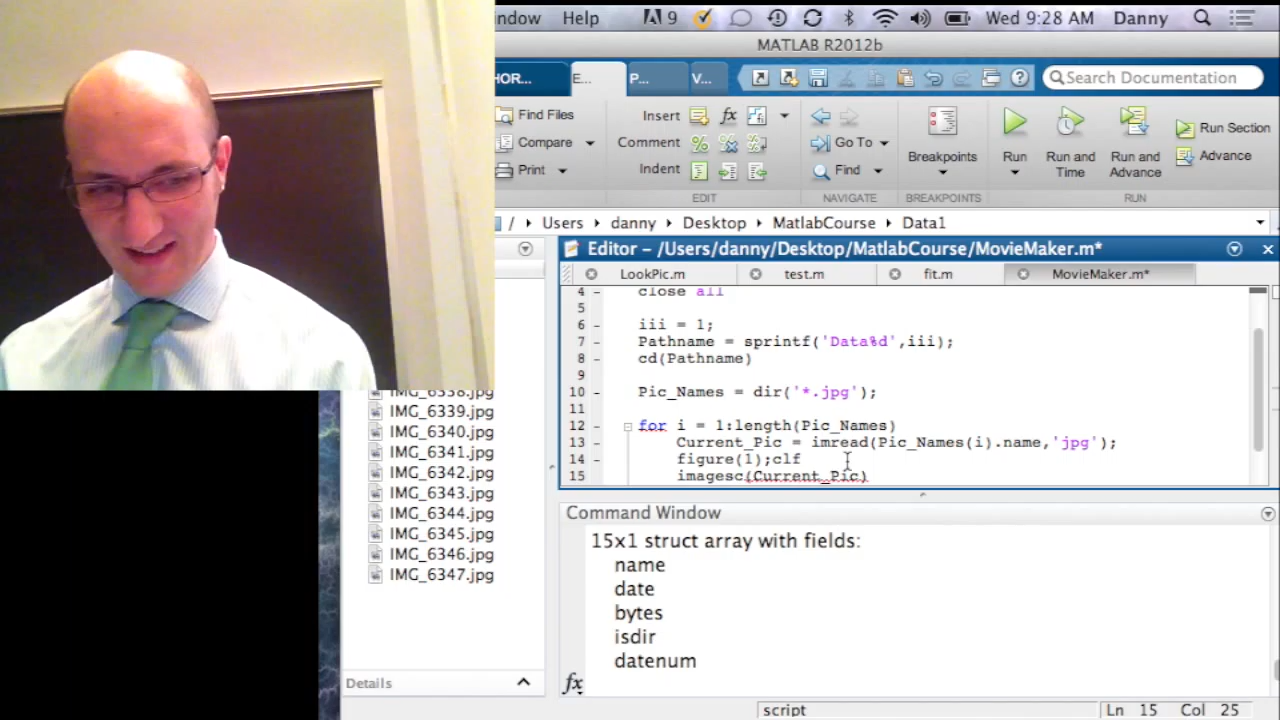 indow Help 9 Wed 9:28 AM Danny
MATLAB R2012b
HOR... E... P... V... Search Documentation
Find Files Insert fx
Compare Comment % Go To Breakpoints Run Run and Time Run and Advance Run Section
Print Indent Find Advance
EDIT NAVIGATE BREAKPOINTS RUN
/ Users danny Desktop MatlabCourse Data1
Editor – /Users/danny/Desktop/MatlabCourse/MovieMaker.m*
LookPic.m test.m fit.m MovieMaker.m*
4 – close all
5
6 – iii = 1;
7 – Pathname = sprintf('Data%d',iii);
8 – cd(Pathname)
9
10 – Pic_Names = dir('*.jpg');
11
12 – for i = 1:length(Pic_Names)
13 – Current_Pic = imread(Pic_Names(i).name,'jpg');
14 – figure(1);clf
15 – imagesc(Current_Pic)
IMG_6338.jpg
IMG_6339.jpg
IMG_6340.jpg
IMG_6341.jpg
IMG_6342.jpg
IMG_6343.jpg
IMG_6344.jpg
IMG_6345.jpg
IMG_6346.jpg
IMG_6347.jpg
Details
Command Window
15x1 struct array with fields:
name
date
bytes
isdir
datenum
fx
script Ln 15 Col 25